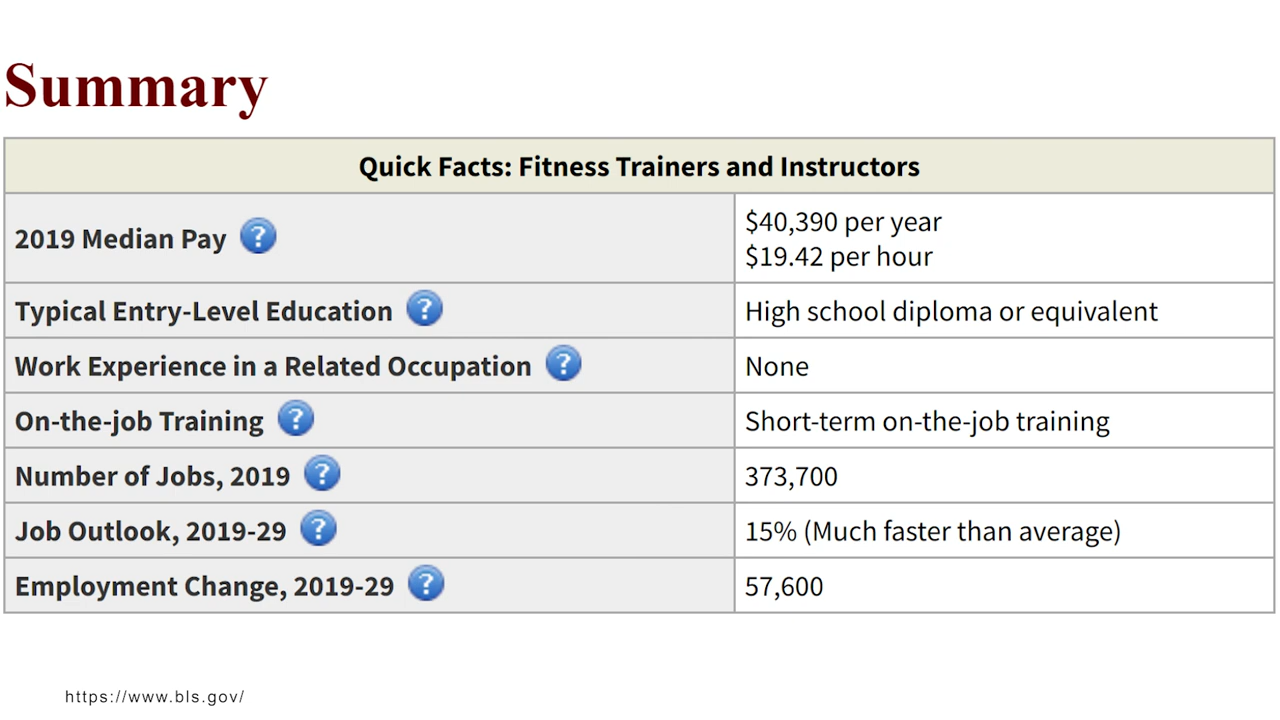 Summary
Quick Facts: Fitness Trainers and Instructors
2019 Median Pay ?
$40,390 per year
$19.42 per hour
Typical Entry-Level Education ?
High school diploma or equivalent
Work Experience in a Related Occupation ?
None
On-the-job Training ?
Short-term on-the-job training
Number of Jobs, 2019 ?
373,700
Job Outlook, 2019-29 ?
15% (Much faster than average)
Employment Change, 2019-29 ?
57,600
https://www.bls.gov/